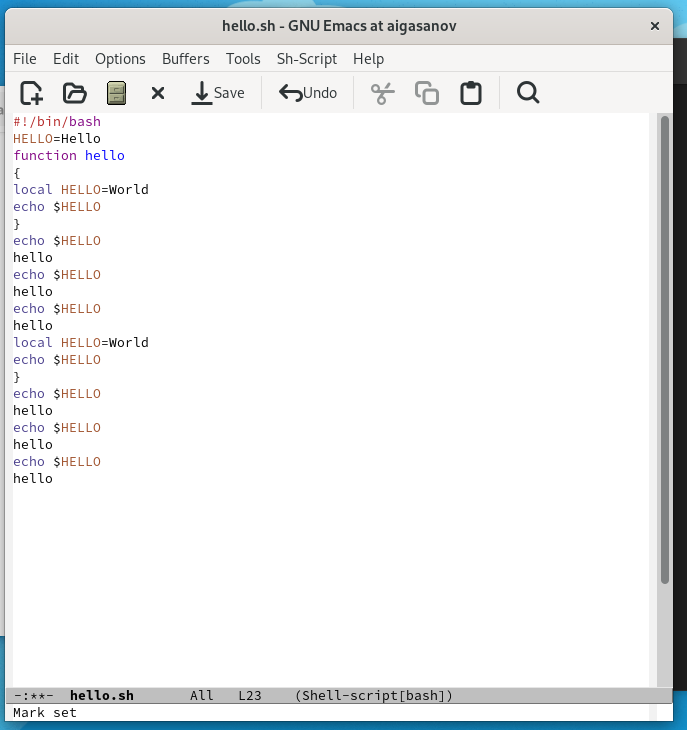 hello.sh - GNU Emacs at aigasanov
File Edit Options Buffers Tools Sh-Script Help
Save Undo
#!/bin/bash
HELLO=Hello
function hello
{
local HELLO=World
echo $HELLO
}
echo $HELLO
hello
echo $HELLO
hello
echo $HELLO
hello
local HELLO=World
echo $HELLO
}
echo $HELLO
hello
echo $HELLO
hello
echo $HELLO
hello
-:**- hello.sh All L23 (Shell-script[bash])
Mark set